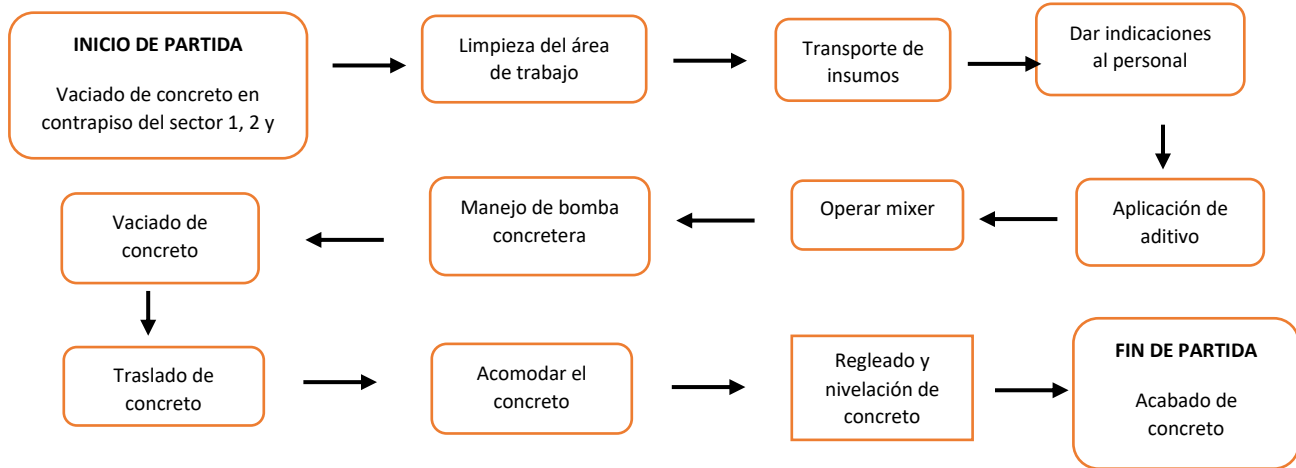 INICIO DE PARTIDA
Vaciado de concreto en
contrapiso del sector 1, 2 y
Limpieza del área
de trabajo
Transporte de
insumos
Dar indicaciones
al personal
Aplicación de
aditivo
Operar mixer
Manejo de bomba
concretera
Vaciado de
concreto
Traslado de
concreto
Acomodar el
concreto
Regleado y
nivelación de
concreto
FIN DE PARTIDA
Acabado de
concreto